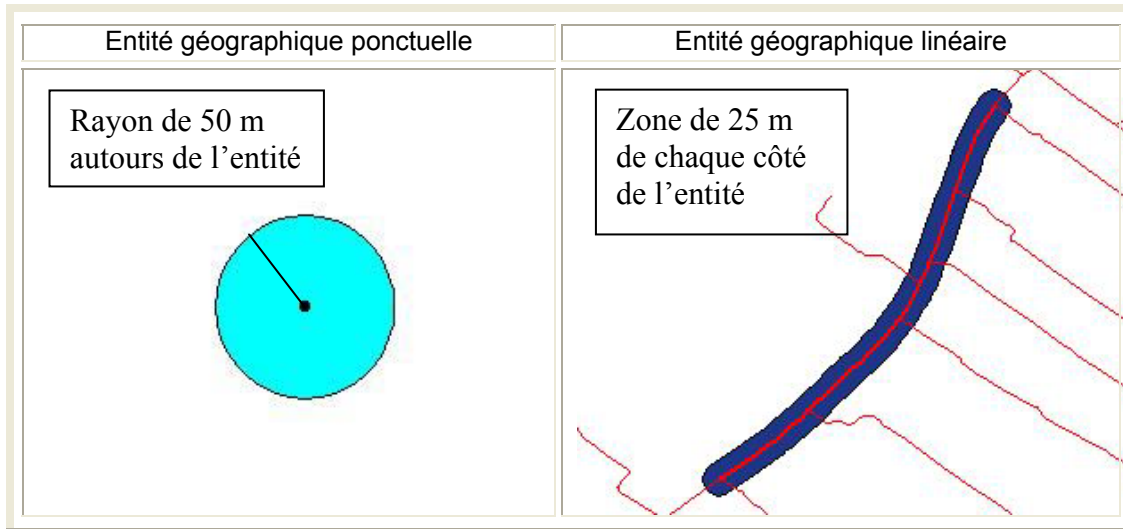 Entité géographique ponctuelle
Entité géographique linéaire
Rayon de 50 m
autours de l’entité
Zone de 25 m
de chaque côté
de l’entité